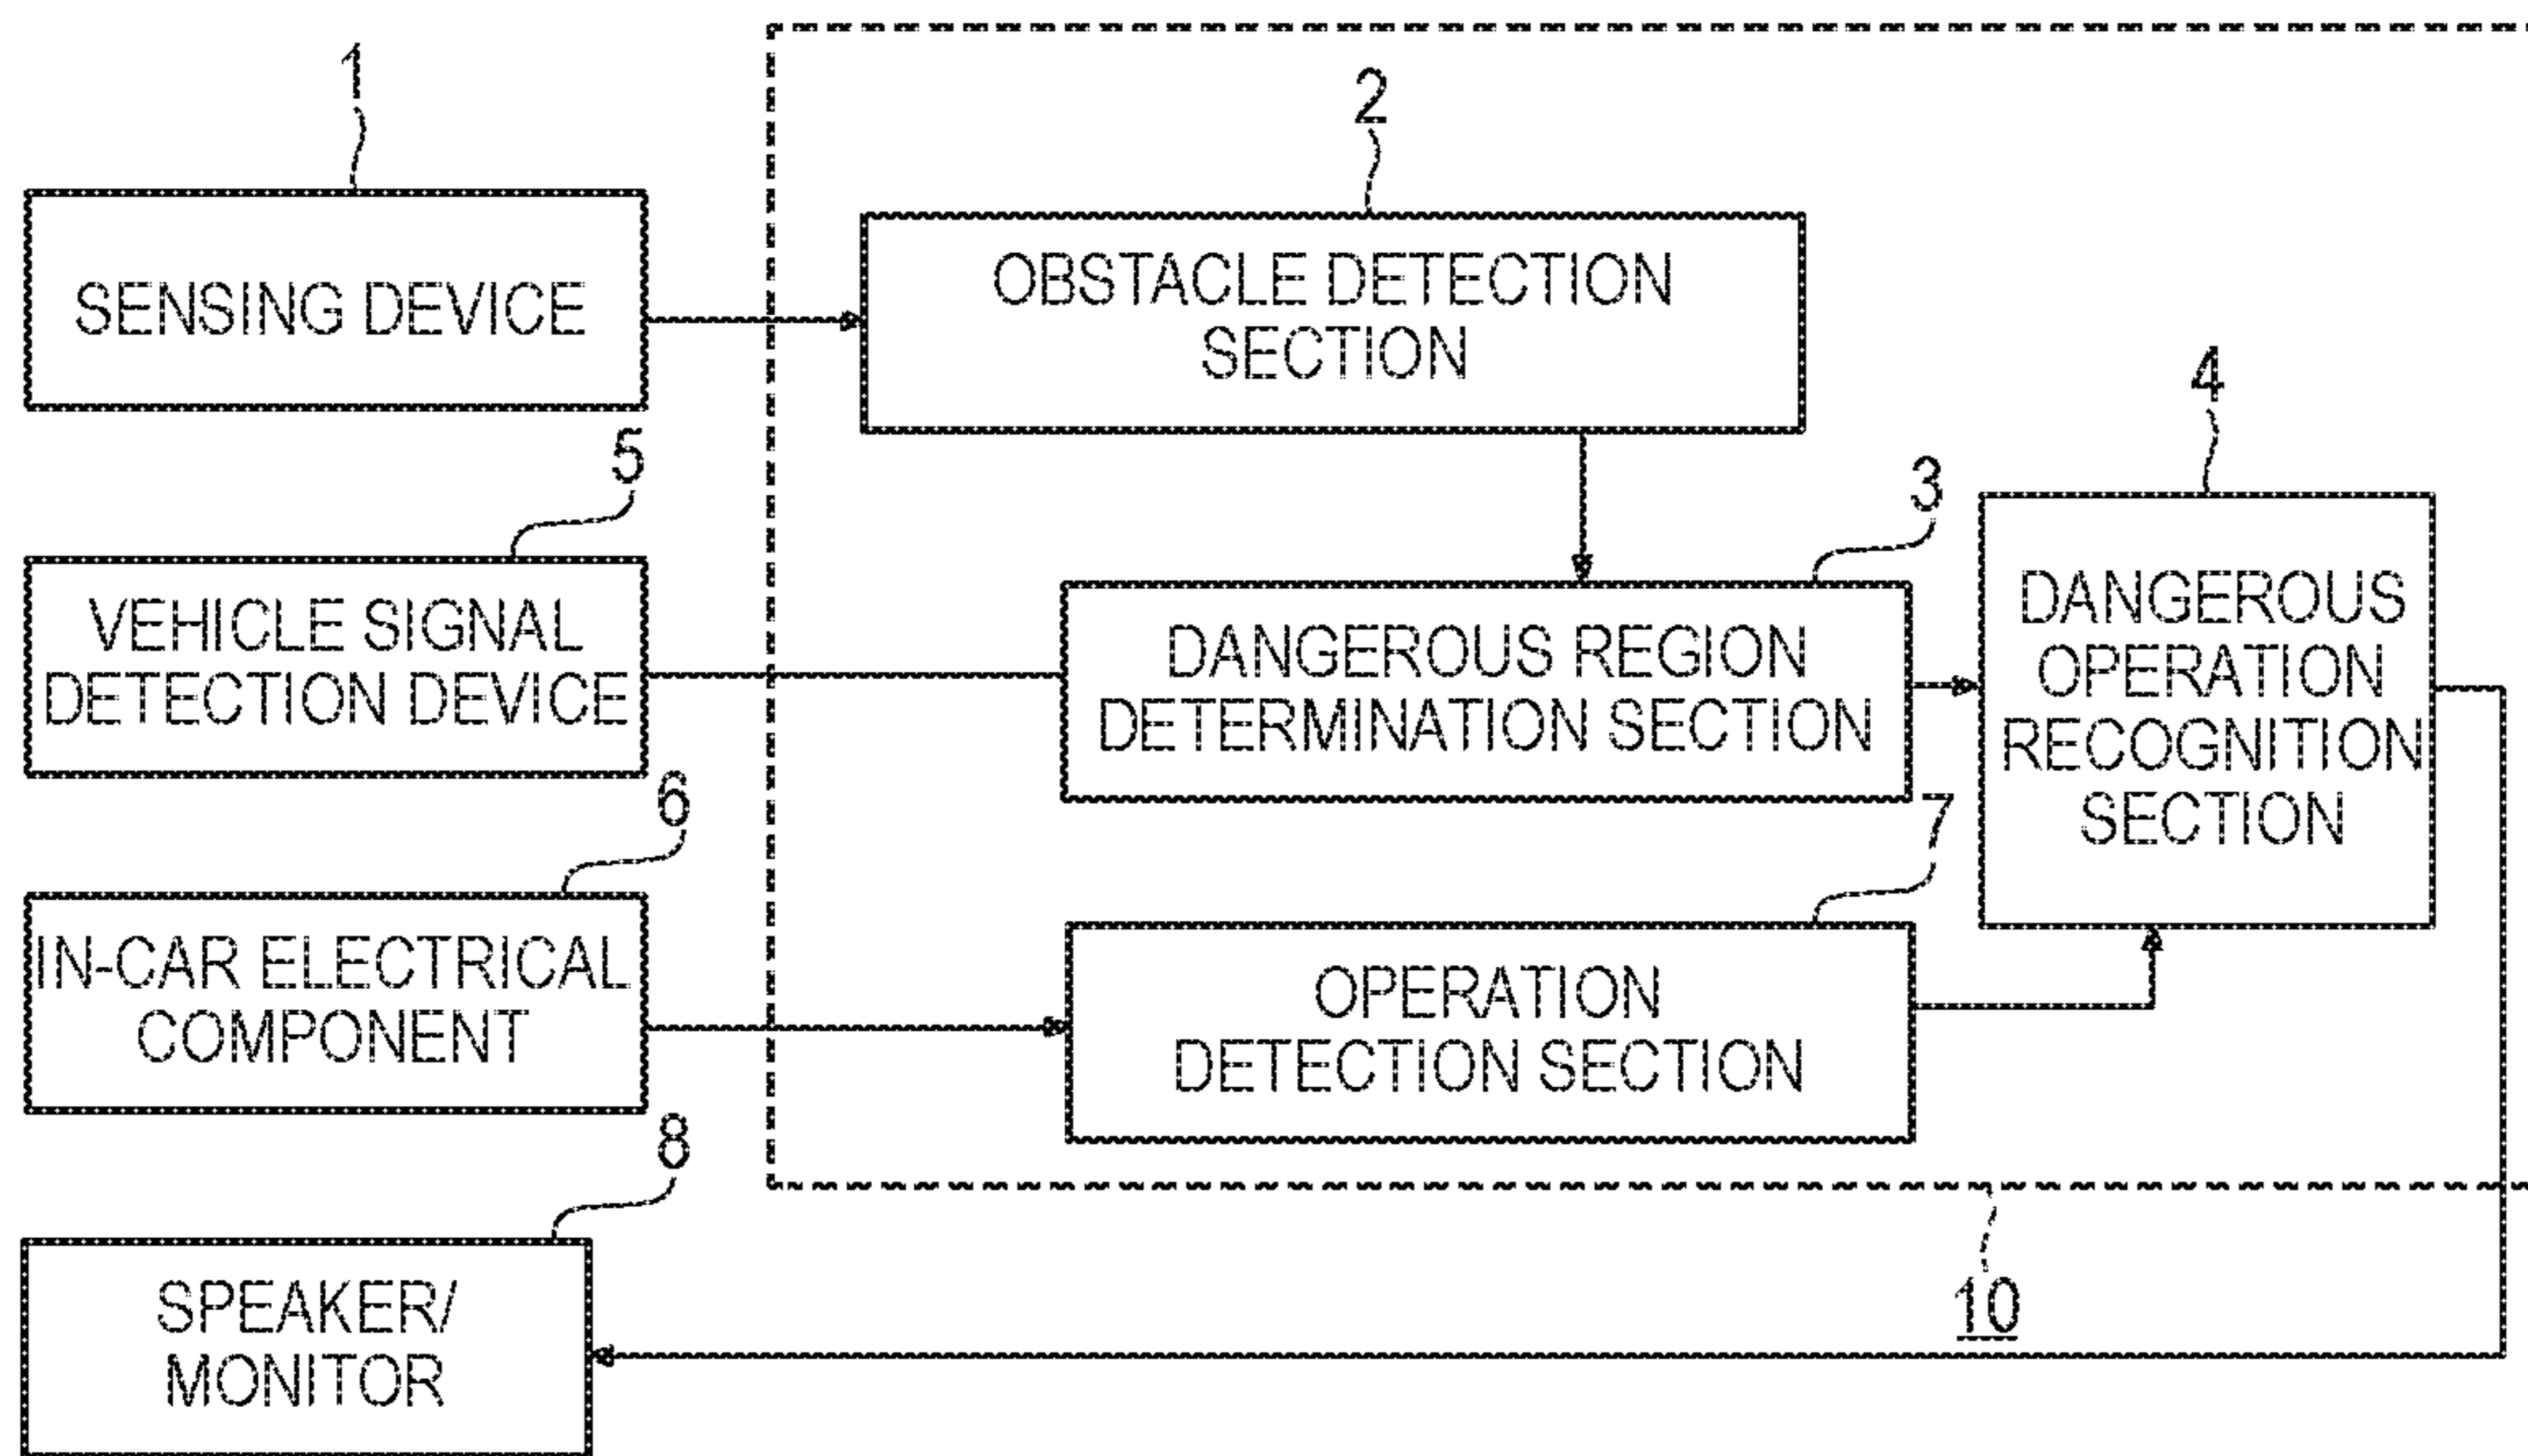 1
2
SENSING DEVICE
OBSTACLE DETECTION
SECTION
4
5
3
VEHICLE SIGNAL
DETECTION DEVICE
DANGEROUS REGION
DETERMINATION SECTION
DANGEROUS
OPERATION
RECOGNITION
SECTION
6
7
IN-CAR ELECTRICAL
COMPONENT
OPERATION
DETECTION SECTION
8
10
SPEAKER/
MONITOR